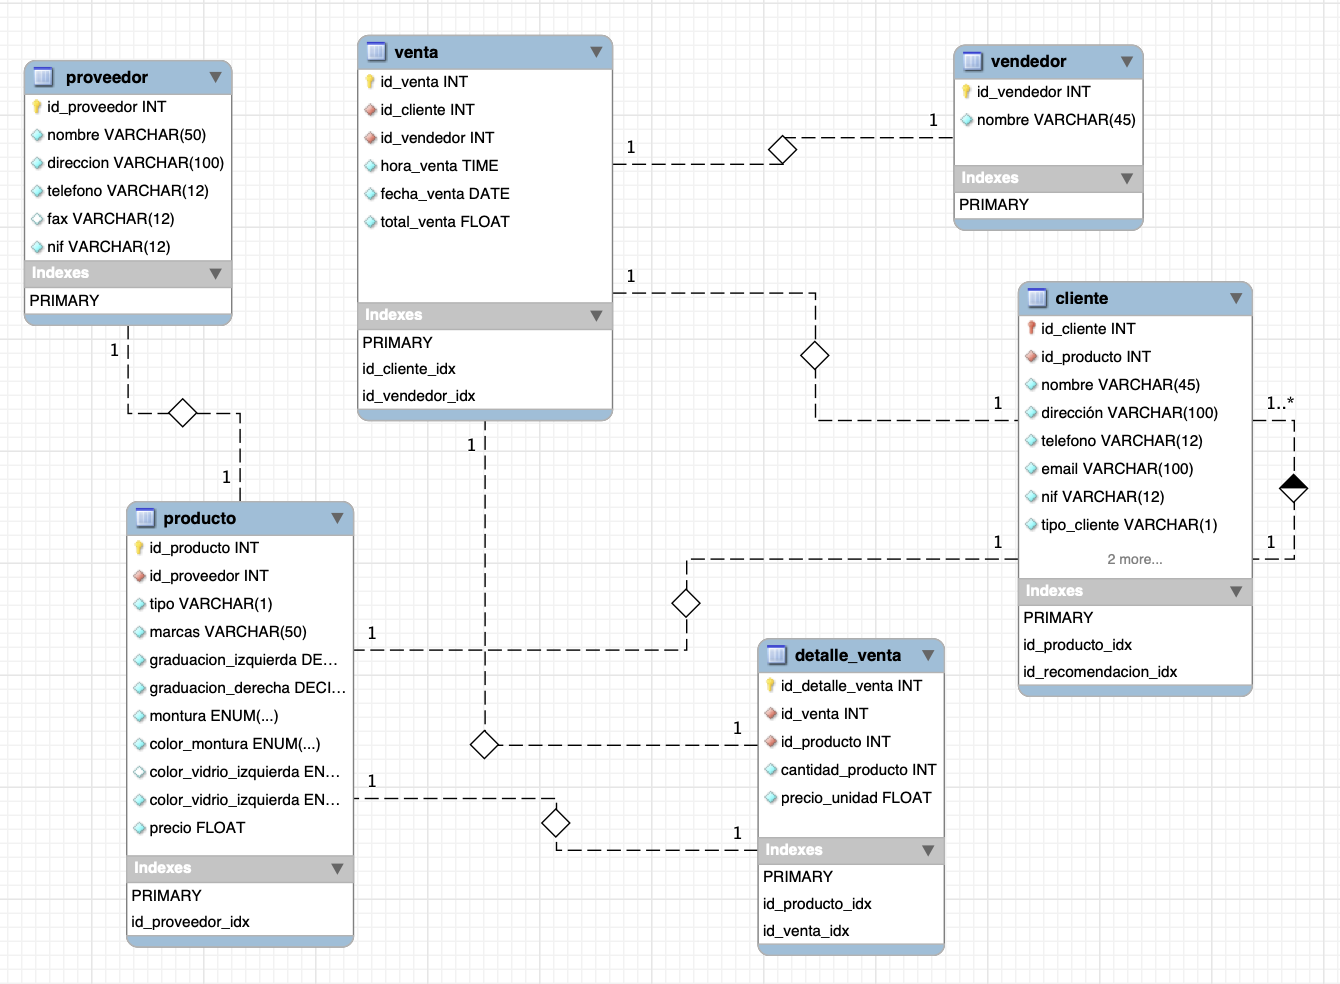 proveedor
id_proveedor INT
nombre VARCHAR(50)
direccion VARCHAR(100)
telefono VARCHAR(12)
fax VARCHAR(12)
nif VARCHAR(12)
Indexes
PRIMARY
venta
id_venta INT
id_cliente INT
id_vendedor INT
hora_venta TIME
fecha_venta DATE
total_venta FLOAT
Indexes
PRIMARY
id_cliente_idx
id_vendedor_idx
vendedor
id_vendedor INT
nombre VARCHAR(45)
Indexes
PRIMARY
1
1
1
1
1
1
1
cliente
id_cliente INT
id_producto INT
nombre VARCHAR(45)
dirección VARCHAR(100)
telefono VARCHAR(12)
email VARCHAR(100)
nif VARCHAR(12)
tipo_cliente VARCHAR(1)
2 more...
Indexes
PRIMARY
id_producto_idx
id_recomendacion_idx
1..*
1
1
1
producto
id_producto INT
id_proveedor INT
tipo VARCHAR(1)
marcas VARCHAR(50)
graduacion_izquierda DE...
graduacion_derecha DECI...
montura ENUM(...)
color_montura ENUM(...)
color_vidrio_izquierda EN...
color_vidrio_izquierda EN...
precio FLOAT
Indexes
PRIMARY
id_proveedor_idx
1
1
1
detalle_venta
id_detalle_venta INT
id_venta INT
id_producto INT
cantidad_producto INT
precio_unidad FLOAT
Indexes
PRIMARY
id_producto_idx
id_venta_idx